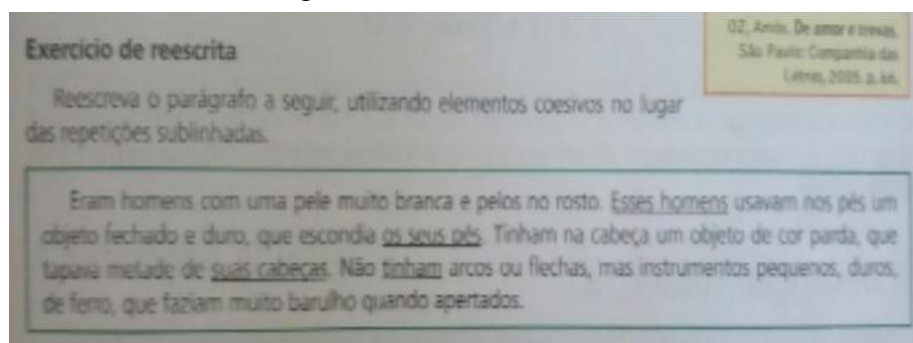 OZ, Amós. De amor e trevas.
São Paulo: Companhia das
Letras, 2005. p.
Exercício de reescrita
Reescreva o parágrafo a seguir, utilizando elementos coesivos no lugar
das repetições sublinhadas.
Eram homens com uma pele muito branca e pelos no rosto. Esses homens usavam nos pés um
objeto fechado e duro, que escondia os seus pés. Tinham na cabeça um objeto de cor parda, que
tapava metade de suas cabeças. Não tinham arcos ou flechas, mas instrumentos pequenos, duros,
de ferro, que faziam muito barulho quando apertados.